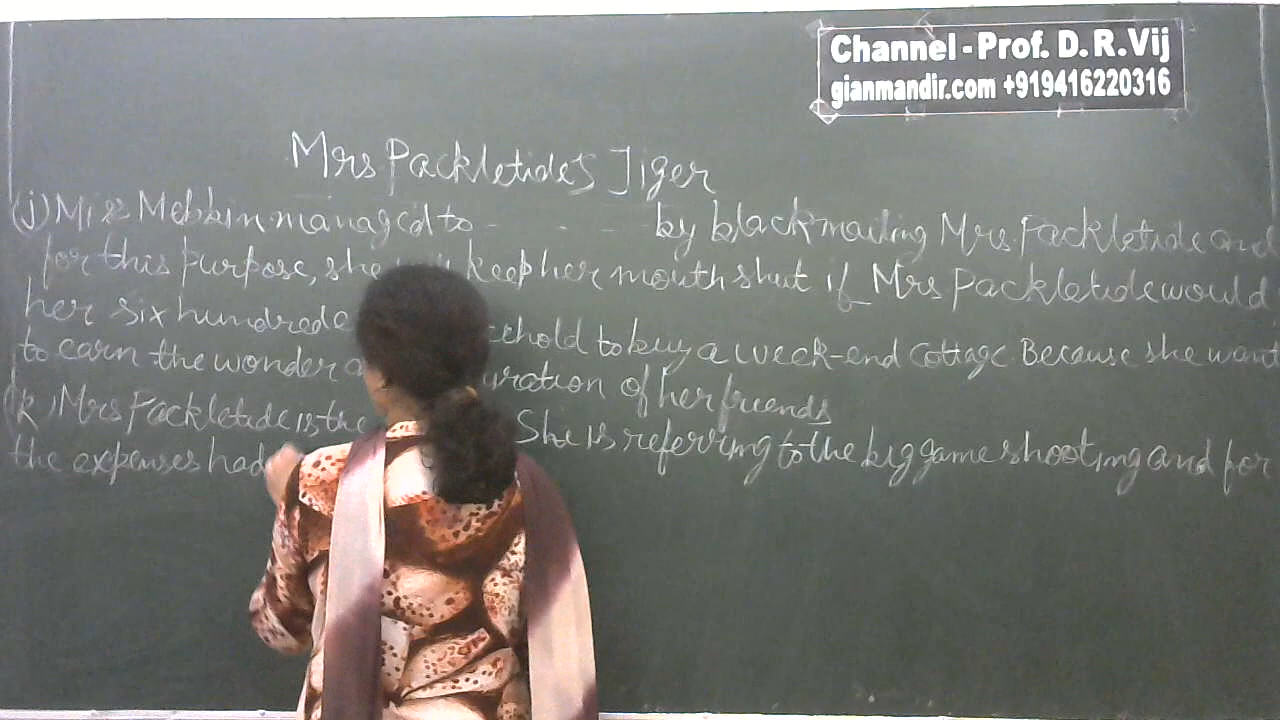 Channel - Prof. D. R. Vij
gianmandir.com +919416220316
Mrs Packletide's Tiger
(j) Miss Mebbin managed to - - - - by blackmailing Mrs. Packletide and
for this purpose, she keep her mouth shut if Mrs Packletide would
her six hundred to buy a week-end cottage. Because she want
to earn the wonder of her friends
(k) Mrs Packletide is the She is referring to the big game shooting and for
the expenses had